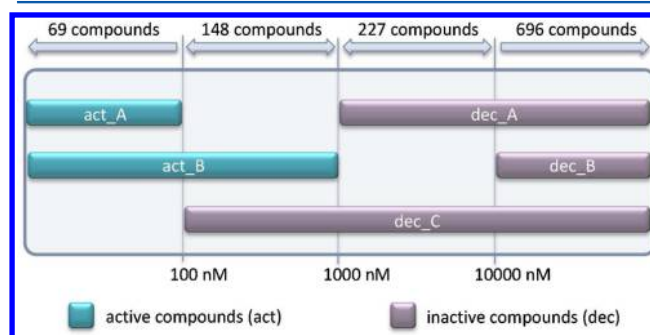 69 compounds 148 compounds 227 compounds 696 compounds
act_A dec_A
act_B dec_B
dec_C
100 nM 1000 nM 10000 nM
active compounds (act) inactive compounds (dec)